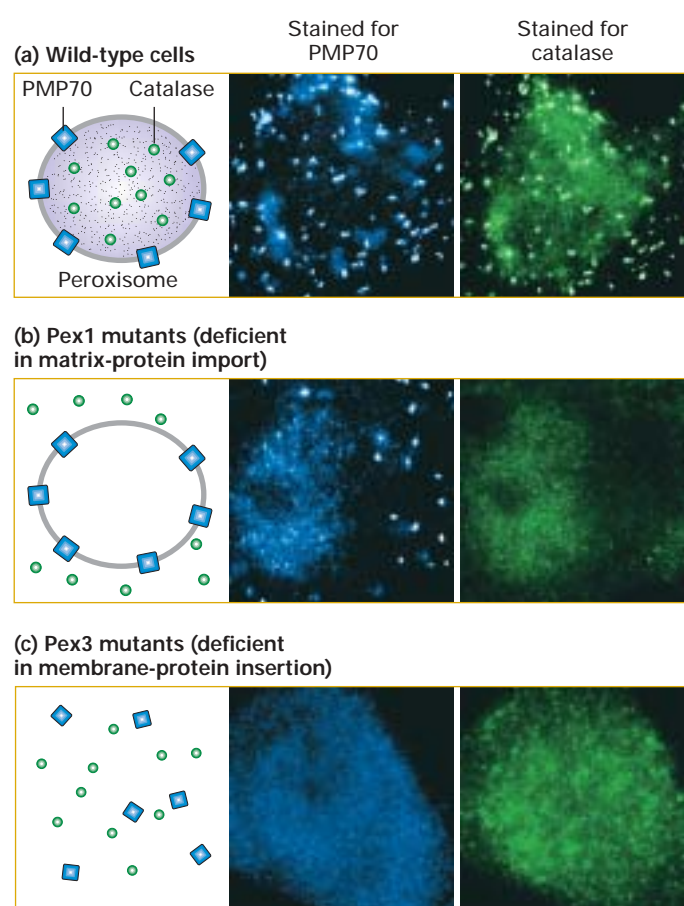 Stained for
PMP70
Stained for
catalase
(a) Wild-type cells
PMP70 Catalase
Peroxisome
(b) Pex1 mutants (deficient
in matrix-protein import)
(c) Pex3 mutants (deficient
in membrane-protein insertion)